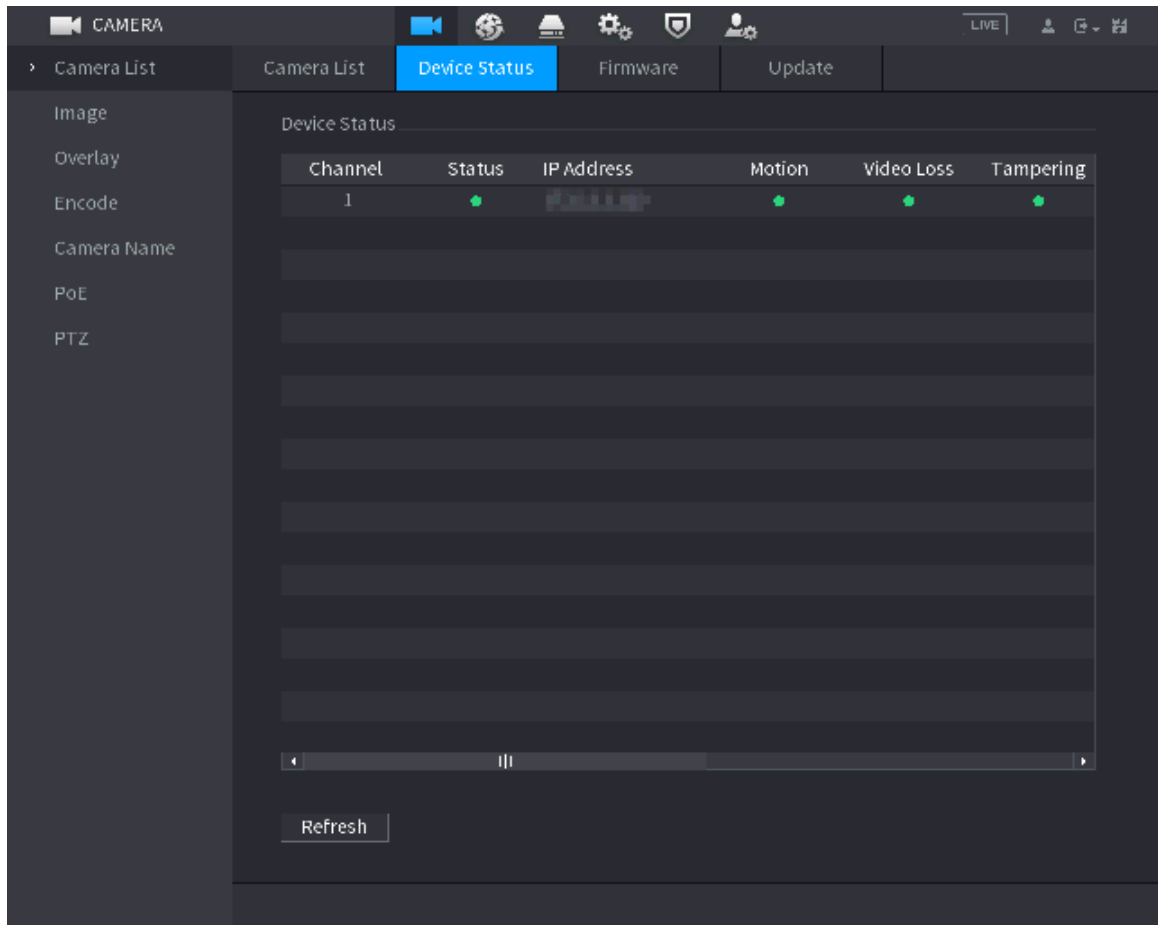 CAMERA LIVE
Camera List Camera List Device Status Firmware Update
Image
Overlay
Encode
Camera Name
PoE
PTZ
Device Status
Channel Status IP Address Motion Video Loss Tampering
1
Refresh